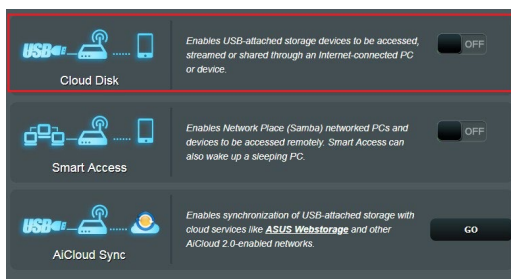 USB
Cloud Disk
Enables USB-attached storage devices to be accessed,
streamed or shared through an Internet-connected PC
or device.
OFF
Smart Access
Enables Network Place (Samba) networked PCs and
devices to be accessed remotely. Smart Access can
also wake up a sleeping PC.
OFF
USB
AiCloud Sync
Enables synchronization of USB-attached storage with
cloud services like ASUS Webstorage and other
AiCloud 2.0-enabled networks.
GO